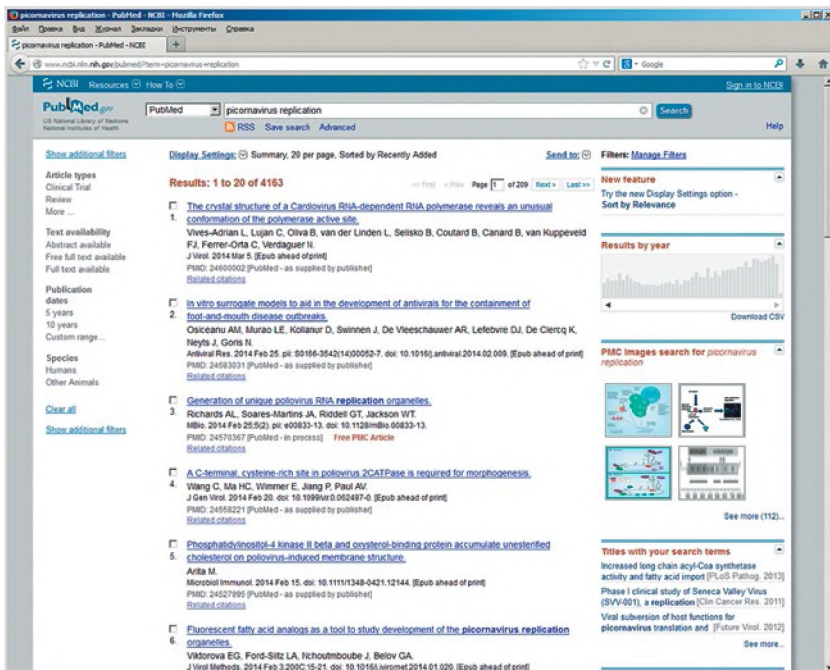 picornavirus replication - PubMed - NCBI - Mozilla Firefox
Файл Правка Вид Журнал Закладки Инструменты Справка
picornavirus replication - PubMed - NCBI +
www.ncbi.nlm.nih.gov/pubmed/?term=picornavirus+replication
Google
NCBI Resources How To Sign in to NCBI
PubMed.gov
US National Library of Medicine
National Institutes of Health
PubMed picornavirus replication Search
RSS Save search Advanced Help
Show additional filters
Article types
Clinical Trial
Review
More ...
Text availability
Abstract available
Free full text available
Full text available
Publication
dates
5 years
10 years
Custom range...
Species
Humans
Other Animals
Clear all
Show additional filters
Display Settings: Summary, 20 per page, Sorted by Recently Added Send to:
Results: 1 to 20 of 4163
<< First < Prev Page 1 of 209 Next > Last >>
The crystal structure of a Cardiovirus RNA-dependent RNA polymerase reveals an unusual
1. conformation of the polymerase active site.
Vives-Adrian L, Lujan C, Oliva B, van der Linden L, Selisko B, Coutard B, Canard B, van Kuppeveld
FJ, Ferrer-Orta C, Verdaguer N.
J Virol. 2014 Mar 5. [Epub ahead of print]
PMID: 24600002 [PubMed - as supplied by publisher]
Related citations
In vitro surrogate models to aid in the development of antivirals for the containment of
2. foot-and-mouth disease outbreaks.
Osiceanu AM, Murao LE, Kollanur D, Swinnen J, De Vleeschauwer AR, Lefebvre DJ, De Clercq K,
Neyts J, Goris N.
Antiviral Res. 2014 Feb 25. pii: S0166-3542(14)00052-7. doi: 10.1016/j.antiviral.2014.02.009. [Epub ahead of print]
PMID: 24583031 [PubMed - as supplied by publisher]
Related citations
Generation of unique poliovirus RNA replication organelles.
3. Richards AL, Soares-Martins JA, Riddell GT, Jackson WT.
MBio. 2014 Feb 25;5(2). pii: e00833-13. doi: 10.1128/mBio.00833-13.
PMID: 24570367 [PubMed - in process] Free PMC Article
Related citations
A C-terminal, cysteine-rich site in poliovirus 2CATPase is required for morphogenesis.
4. Wang C, Ma HC, Wimmer E, Jiang P, Paul AV.
J Gen Virol. 2014 Feb 20. doi: 10.1099/vir.0.062497-0. [Epub ahead of print]
PMID: 24558221 [PubMed - as supplied by publisher]
Related citations
Phosphatidylinositol-4 kinase III beta and oxysterol-binding protein accumulate unesterified
5. cholesterol on poliovirus-induced membrane structure.
Arita M.
Microbiol Immunol. 2014 Feb 15. doi: 10.1111/1348-0421.12144. [Epub ahead of print]
PMID: 24527995 [PubMed - as supplied by publisher]
Related citations
Fluorescent fatty acid analogs as a tool to study development of the picornavirus replication
6. organelles.
Viktorova EG, Ford-Siltz LA, Nchoutmboube J, Belov GA.
J Virol Methods. 2014 Feb 3;200C:15-21. doi: 10.1016/j.jviromet.2014.01.020. [Epub ahead of print]
Filters: Manage Filters
New feature
Try the new Display Settings option -
Sort by Relevance
Results by year
Download CSV
PMC Images search for picornavirus
replication
See more (112)...
Titles with your search terms
Increased long chain acyl-Coa synthetase
activity and fatty acid import [PLoS Pathog. 2013]
Phase I clinical study of Seneca Valley Virus
(SVV-001), a replication [Clin Cancer Res. 2011]
Viral subversion of host functions for
picornavirus translation and [Future Virol. 2012]
See more...